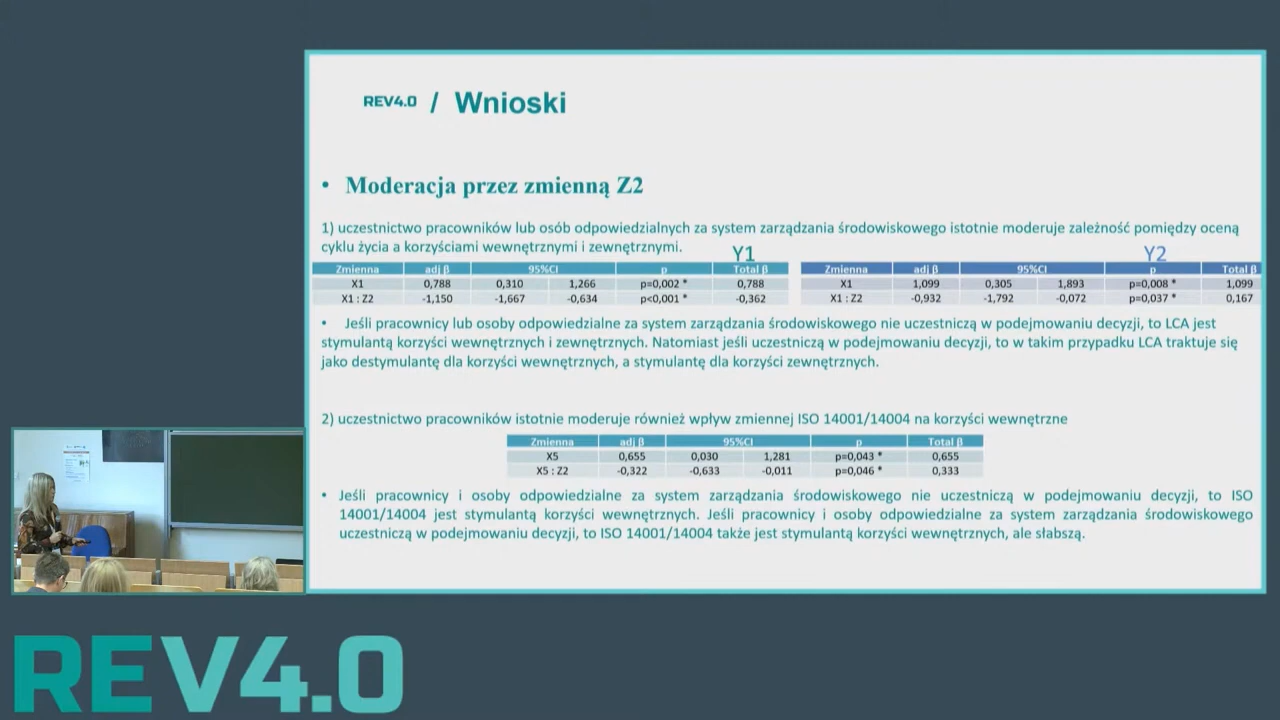 REV4.0 / Wnioski
• Moderacja przez zmienną Z2
1) uczestnictwo pracowników lub osób odpowiedzialnych za system zarządzania środowiskowego istotnie moderuje zależność pomiędzy oceną
cyklu życia a korzyściami wewnętrznymi i zewnętrznymi.
Y1
Zmienna adj β 95%CI p Total β
X1 0,788 0,310 1,266 p=0,002 * 0,788
X1 : Z2 -1,150 -1,667 -0,634 p<0,001 * -0,362
Y2
Zmienna adj β 95%CI p Total β
X1 1,099 0,305 1,893 p=0,008 * 1,099
X1 : Z2 -0,932 -1,792 -0,072 p=0,037 * 0,167
• Jeśli pracownicy lub osoby odpowiedzialne za system zarządzania środowiskowego nie uczestniczą w podejmowaniu decyzji, to LCA jest
stymulantą korzyści wewnętrznych i zewnętrznych. Natomiast jeśli uczestniczą w podejmowaniu decyzji, to w takim przypadku LCA traktuje się
jako destymulantę dla korzyści wewnętrznych, a stymulantę dla korzyści zewnętrznych.
2) uczestnictwo pracowników istotnie moderuje również wpływ zmiennej ISO 14001/14004 na korzyści wewnętrzne
Zmienna adj β 95%CI p Total β
X5 0,655 0,030 1,281 p=0,043 * 0,655
X5 : Z2 -0,322 -0,633 -0,011 p=0,046 * 0,333
• Jeśli pracownicy i osoby odpowiedzialne za system zarządzania środowiskowego nie uczestniczą w podejmowaniu decyzji, to ISO
14001/14004 jest stymulantą korzyści wewnętrznych. Jeśli pracownicy i osoby odpowiedzialne za system zarządzania środowiskowego
uczestniczą w podejmowaniu decyzji, to ISO 14001/14004 także jest stymulantą korzyści wewnętrznych, ale słabszą.
REV4.0